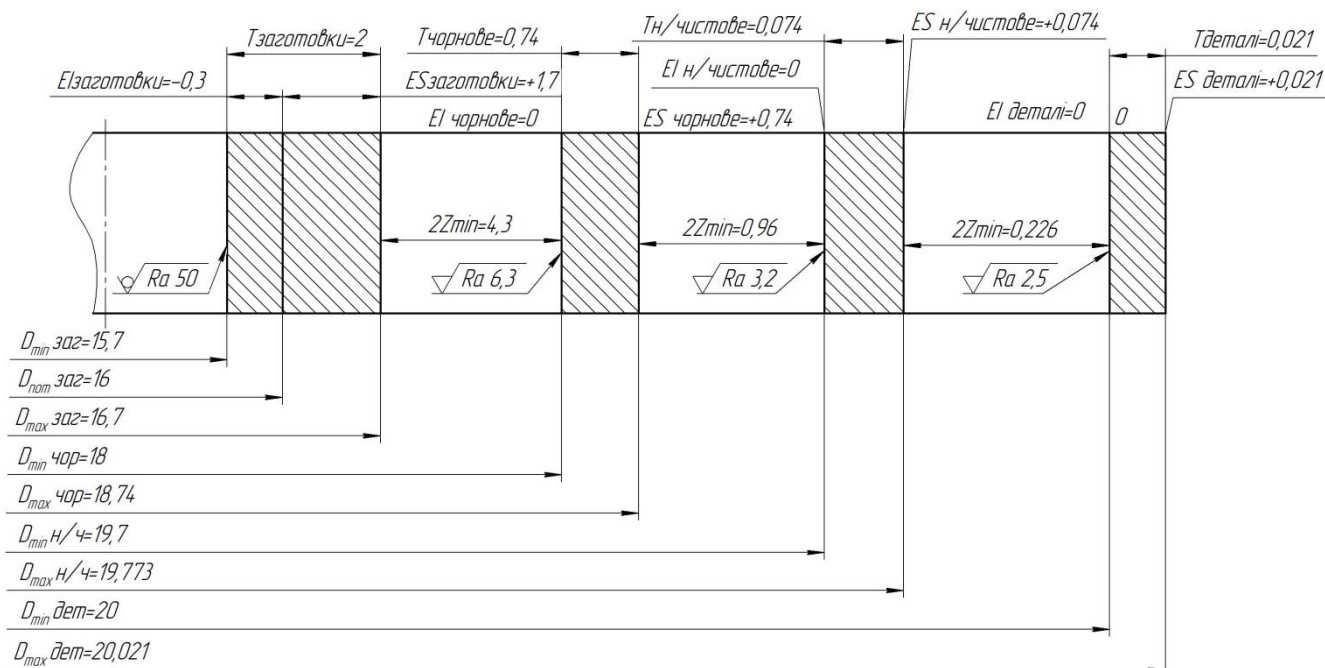 Tзаготовки=2
Tчорнове=0,74
Tн/чистове=0,074
ES н/чистове=+0,074
Tдеталі=0,021
EIзаготовки=-0,3
ESзаготовки=+1,7
EI н/чистове=0
ES деталі=+0,021
EI чорнове=0
ES чорнове=+0,74
EI деталі=0
0
2Zmin=4,3
2Zmin=0,96
2Zmin=0,226
Ra 50
Ra 6,3
Ra 3,2
Ra 2,5
Dmin заг=15,7
Dnom заг=16
Dmax заг=16,7
Dmin чор=18
Dmax чор=18,74
Dmin н/ч=19,7
Dmax н/ч=19,773
Dmin дет=20
Dmax дет=20,021